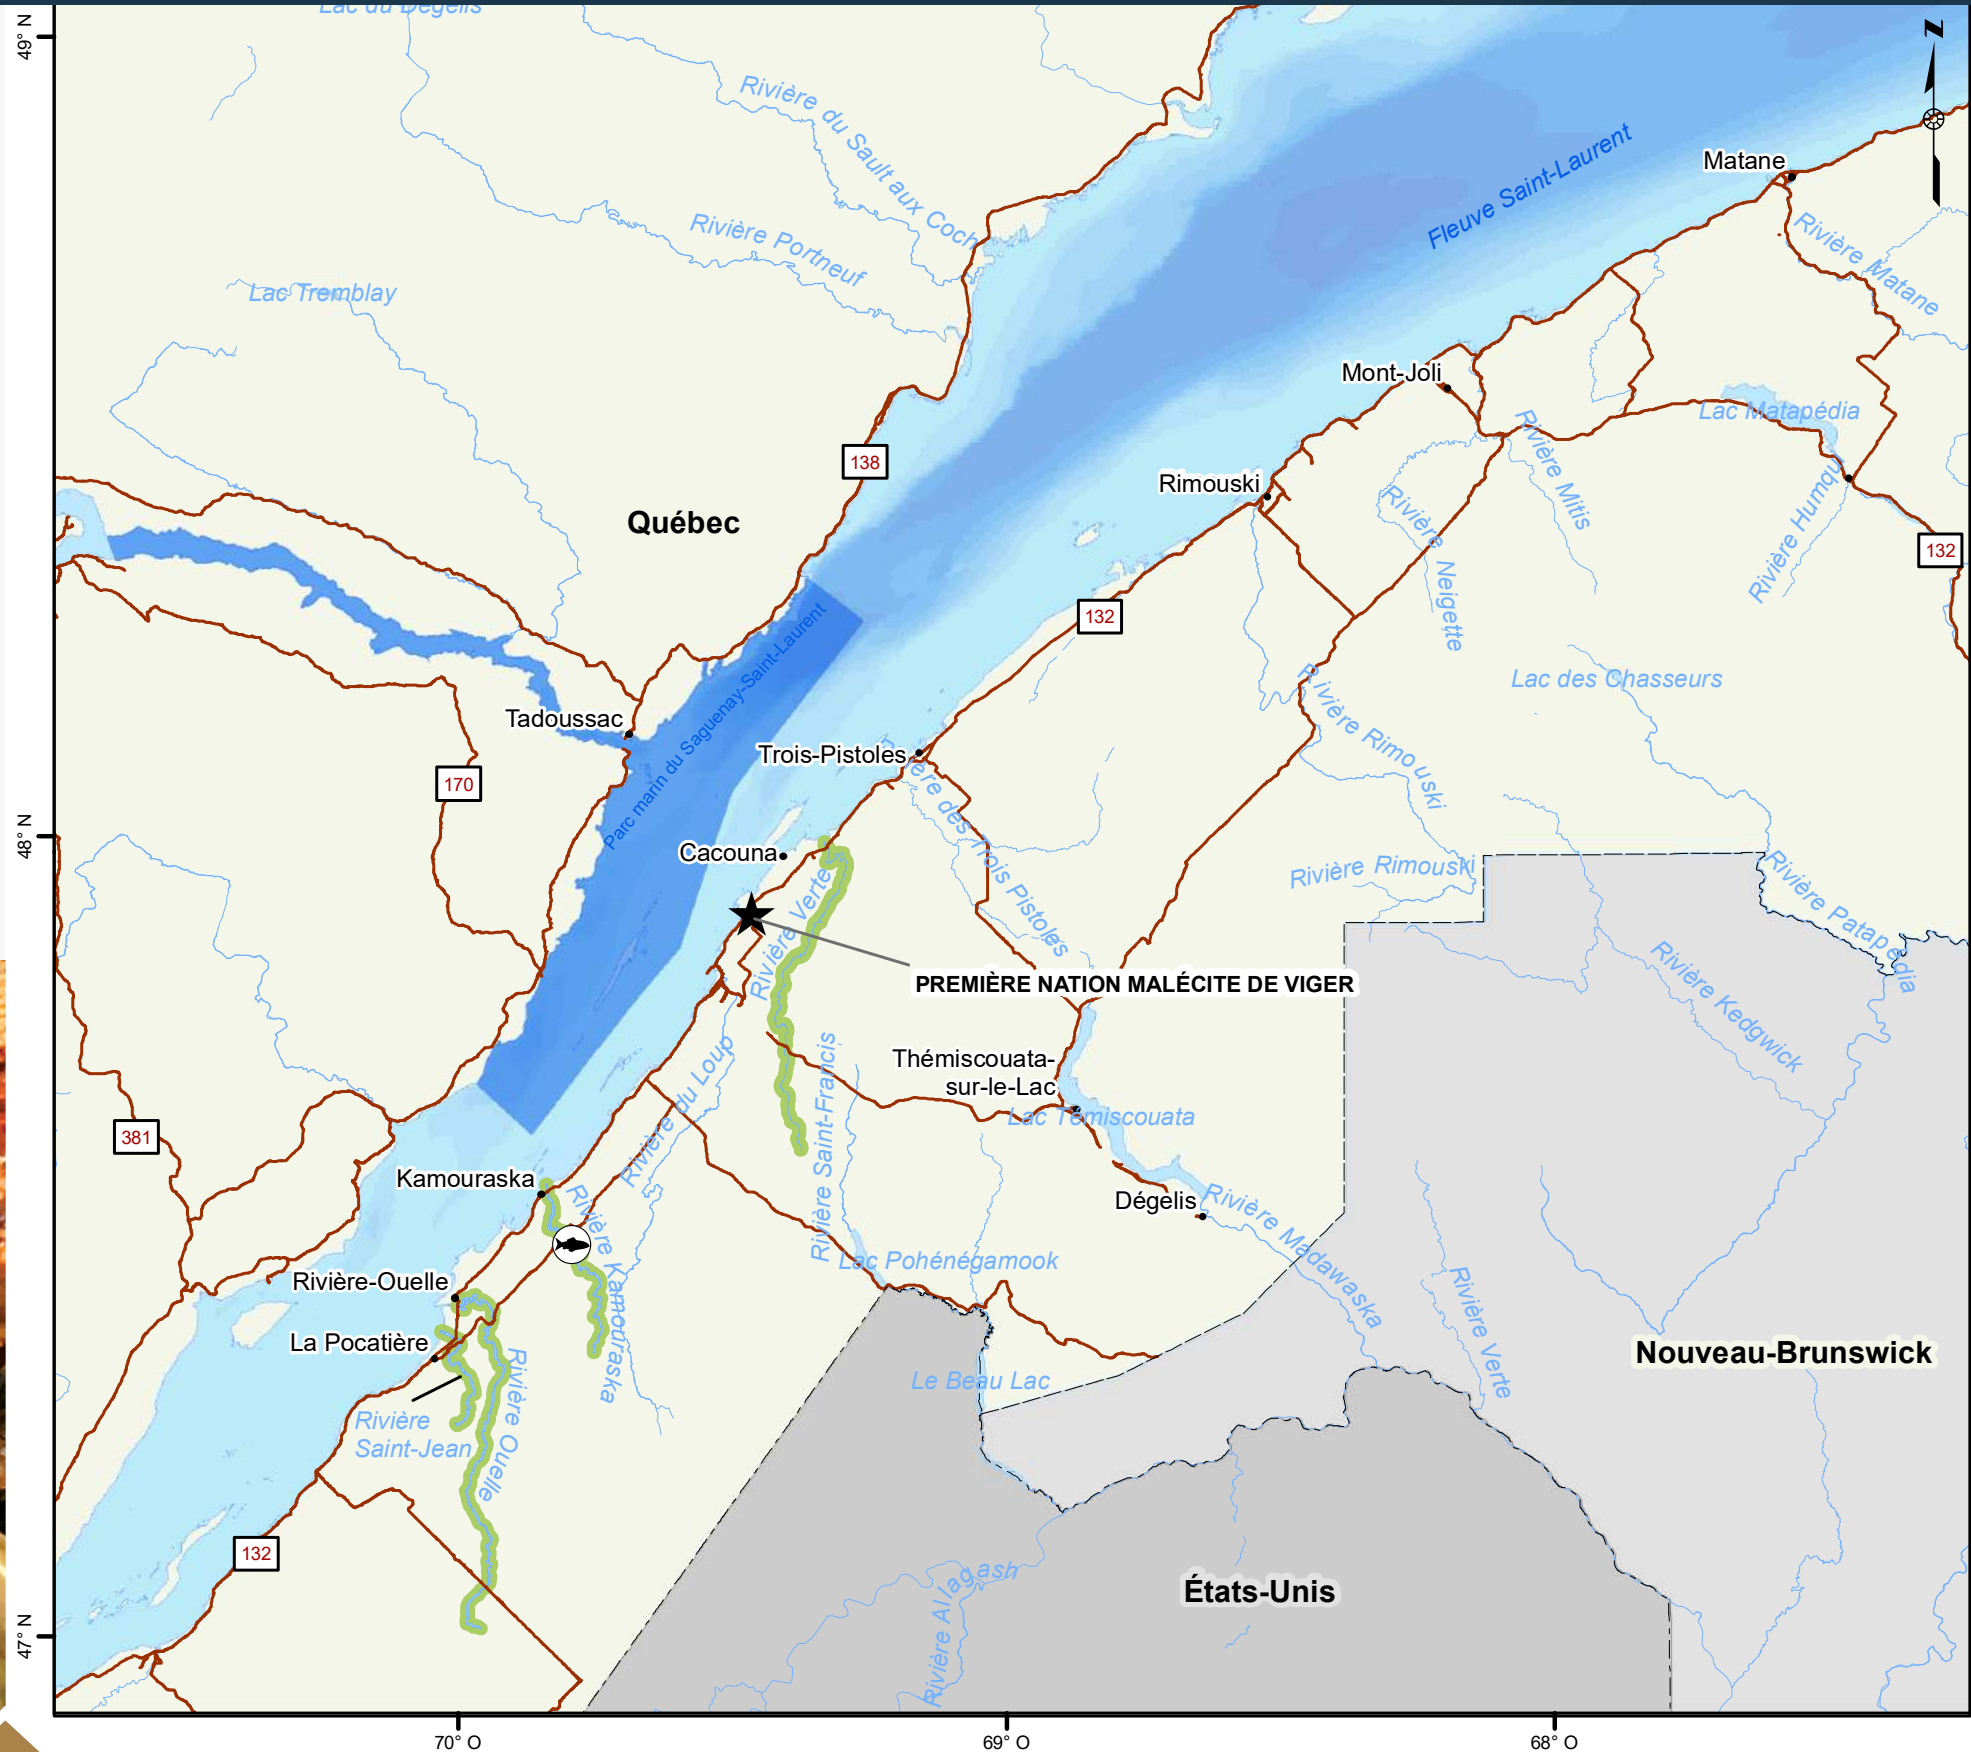 Lac du Dégelis
49° N
N
Rivière du Sault aux Coch
Fleuve Saint-Laurent
Matane
Rivière Portneuf
Rivière Matane
Lac Tremblay
Mont-Joli
Lac Matapédia
138
Rimouski
Québec
Rivière Mitis
Rivière Humqui
Rivière Neigette
132
132
Parc marin du Saguenay-Saint-Laurent
Lac des Chasseurs
Tadoussac
Trois-Pistoles
Rivière Rimouski
170
48° N
Cacouna
ère des Trois Pistoles
Rivière Rimouski
Rivière Verte
Rivière Patapédia
PREMIÈRE NATION MALÉCITE DE VIGER
Rivière Kedgwick
Rivière du Loup
Rivière Saint-Francis
Thémiscouata-
sur-le-Lac
Lac Témiscouata
381
Kamouraska
Dégelis
Rivière Madawaska
Rivière Kamouraska
Lac Pohénégamook
Rivière-Ouelle
Rivière Verte
La Pocatière
Nouveau-Brunswick
Rivière Ouelle
Le Beau Lac
Rivière
Saint-Jean
132
États-Unis
Rivière Allagash
47° N
70° O
69° O
68° O